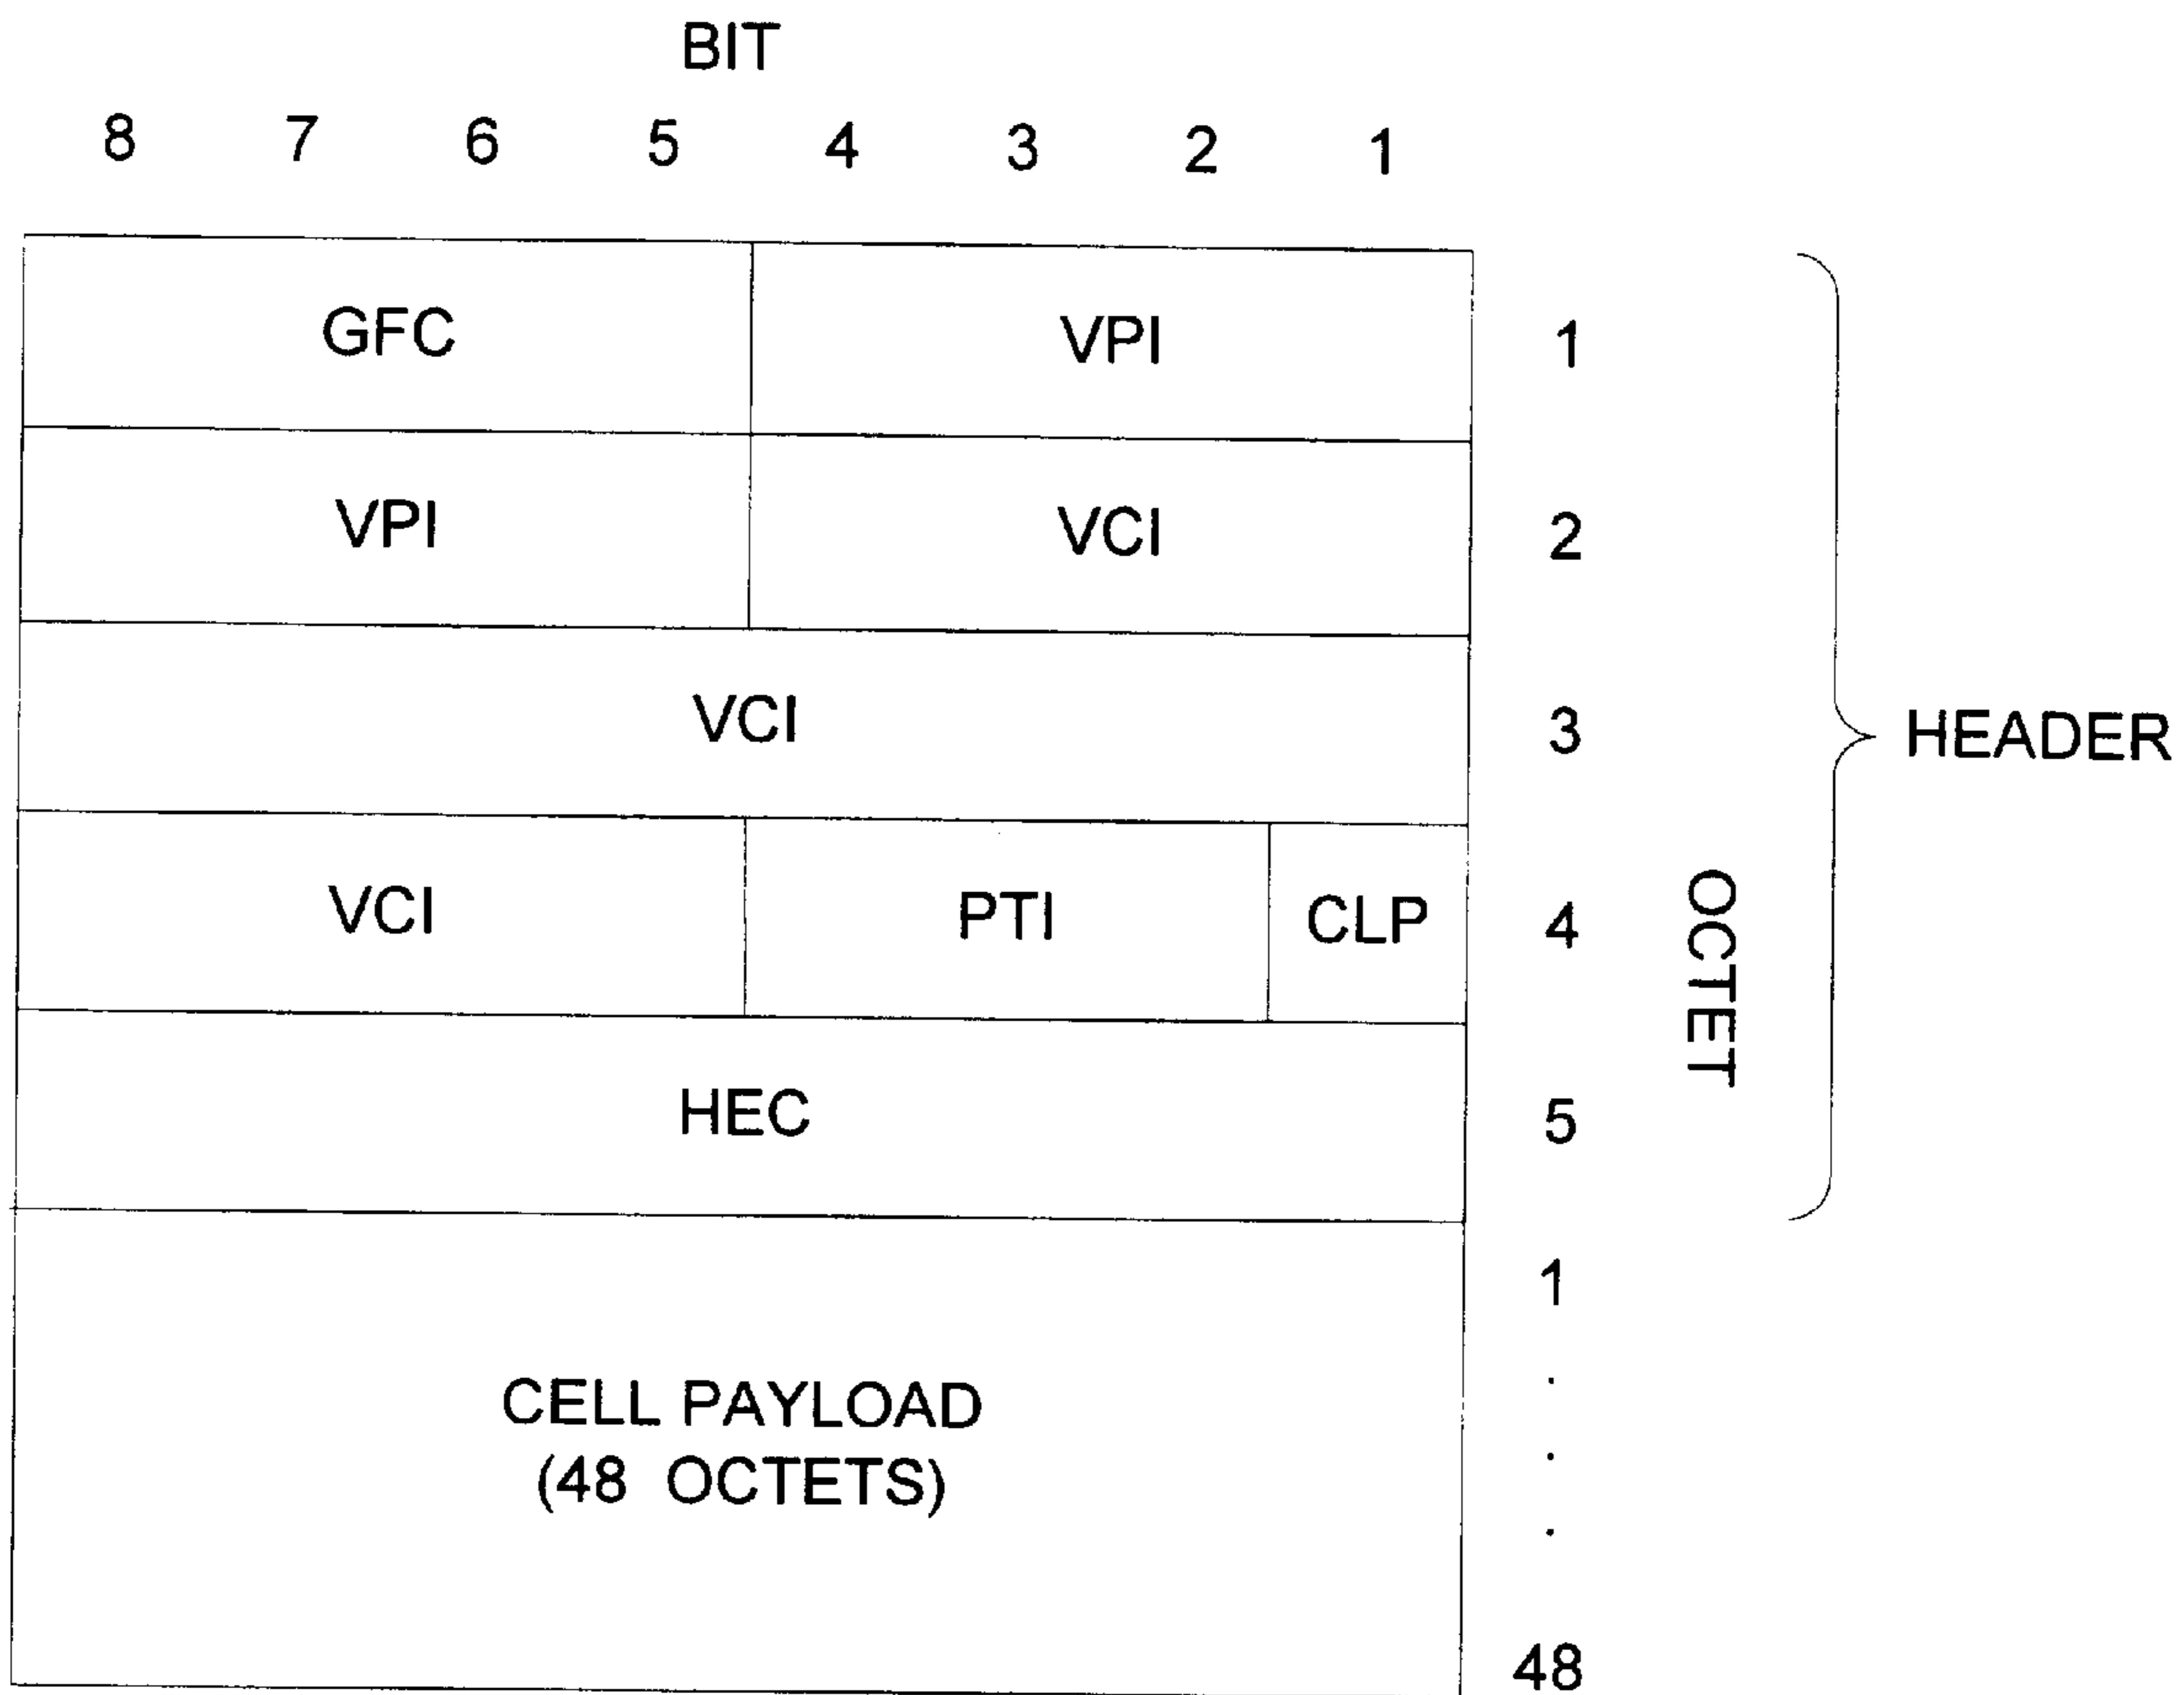 BIT
8 7 6 5 4 3 2 1
GFC VPI 1
VPI VCI 2
VCI 3
HEADER
VCI PTI CLP 4
OCTET
HEC 5
1
CELL PAYLOAD
.
(48 OCTETS)
.
.
48